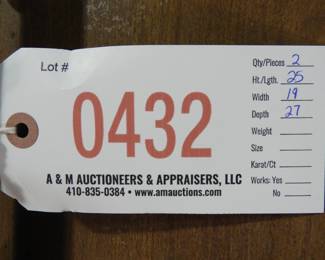 Lot #
0432
A & M AUCTIONEERS & APPRAISERS, LLC
410-835-0384 • www.amauctions.com
Qty/Pieces 2
Ht./Lgth. 25
Width 19
Depth 27
Weight
Size
Karat/Ct
Works: Yes
No